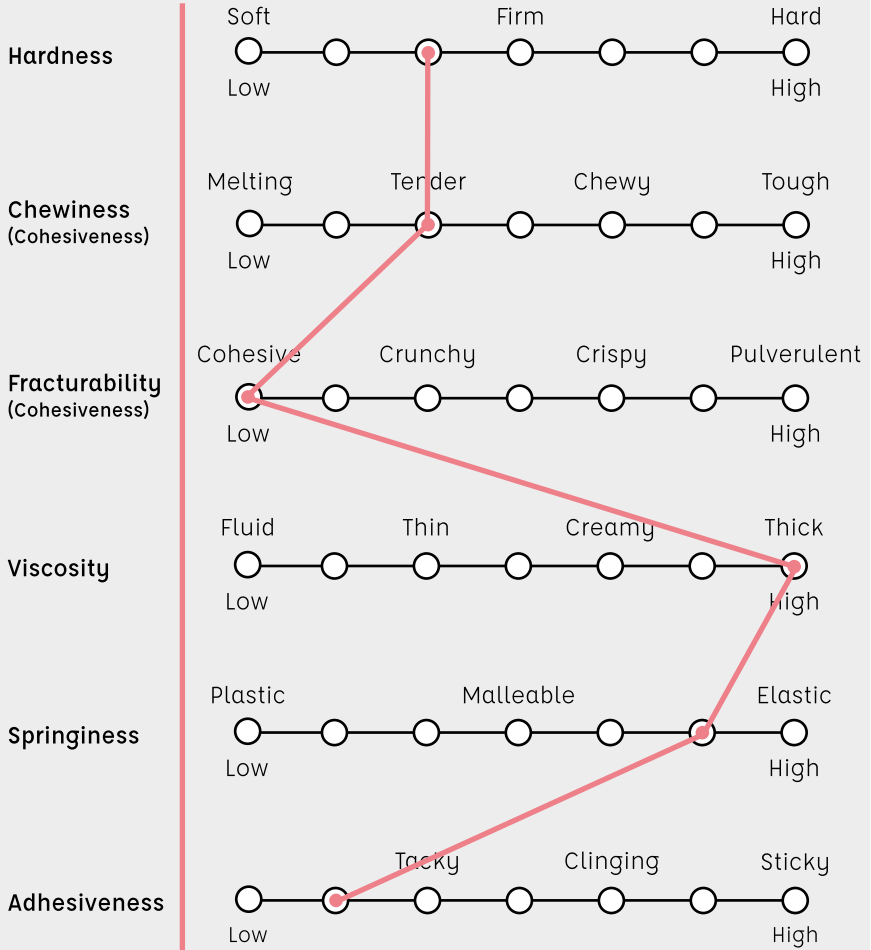 Soft Firm Hard
Hardness
Low High
Melting Tender Chewy Tough
Chewiness
(Cohesiveness)
Low High
Cohesive Crunchy Crispy Pulverulent
Fracturability
(Cohesiveness)
Low High
Fluid Thin Creamy Thick
Viscosity
Low High
Plastic Malleable Elastic
Springiness
Low High
Tacky Clinging Sticky
Adhesiveness
Low High